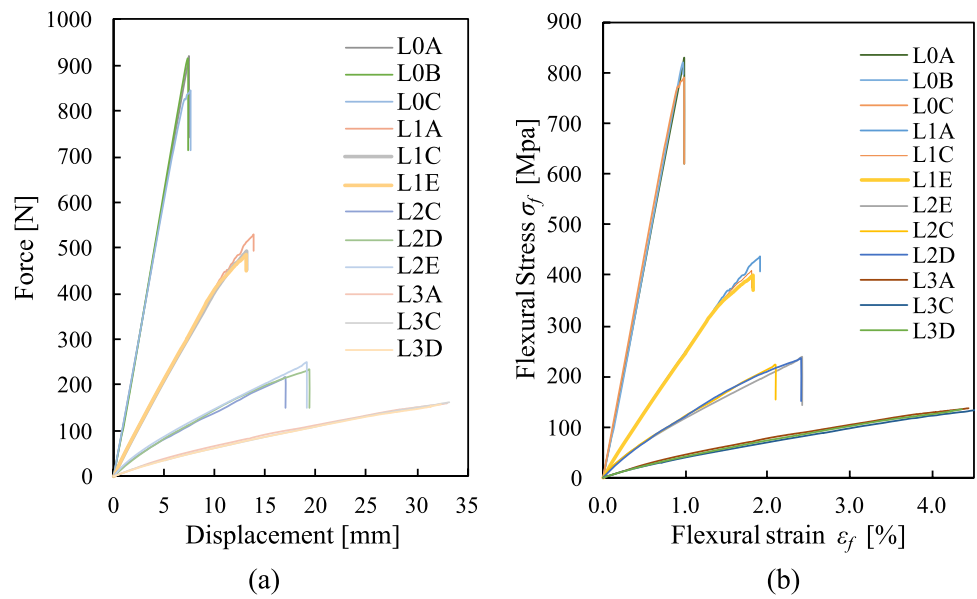 1000
900
800
700
600
500
400
300
200
100
0
Force [N]
0 5 10 15 20 25 30 35
Displacement [mm]
L0A
L0B
L0C
L1A
L1C
L1E
L2C
L2D
L2E
L3A
L3C
L3D
(a)
900
800
700
600
500
400
300
200
100
0
Flexural Stress σf [Mpa]
0.0 1.0 2.0 3.0 4.0
Flexural strain εf [%]
L0A
L0B
L0C
L1A
L1C
L1E
L2E
L2C
L2D
L3A
L3C
L3D
(b)